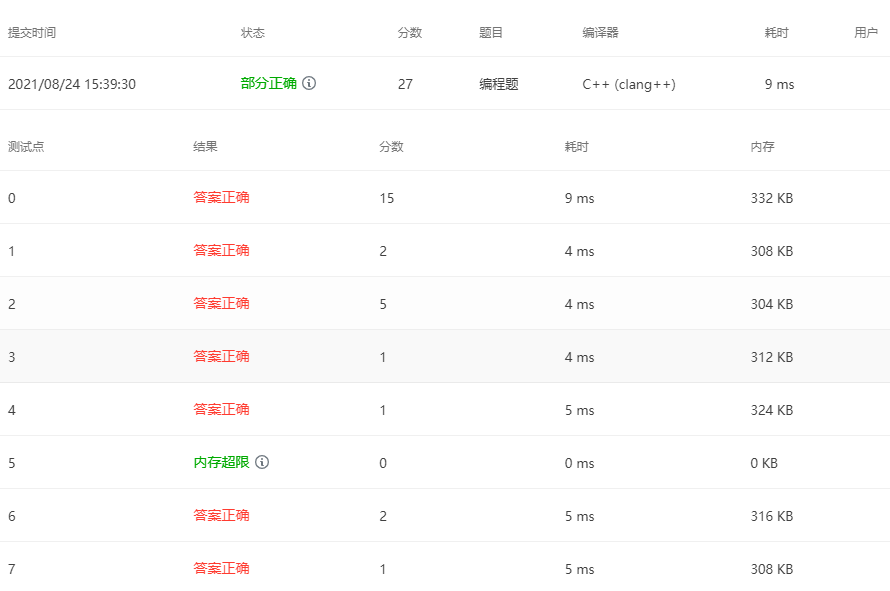 提交时间 状态 分数 题目 编译器 耗时 用户
2021/08/24 15:39:30 部分正确 27 编程题 C++ (clang++) 9 ms
测试点 结果 分数 耗时 内存
0 答案正确 15 9 ms 332 KB
1 答案正确 2 4 ms 308 KB
2 答案正确 5 4 ms 304 KB
3 答案正确 1 4 ms 312 KB
4 答案正确 1 5 ms 324 KB
5 内存超限 0 0 ms 0 KB
6 答案正确 2 5 ms 316 KB
7 答案正确 1 5 ms 308 KB